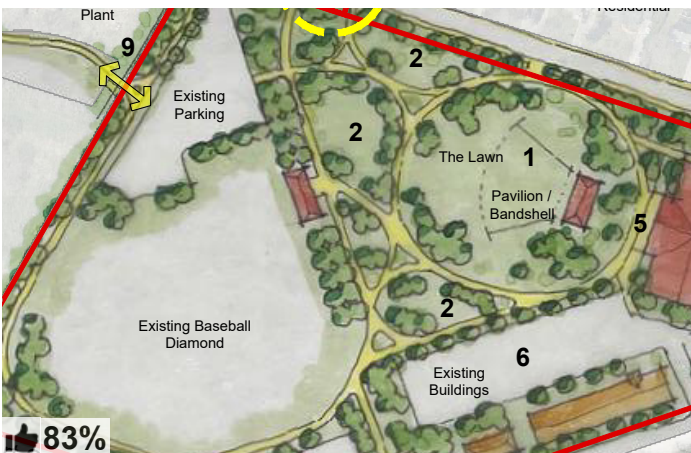 Plant
Residential
9
2
Existing
Parking
2
The Lawn
1
Pavilion /
Bandshell
5
2
Existing Baseball
Diamond
6
Existing
Buildings
83%